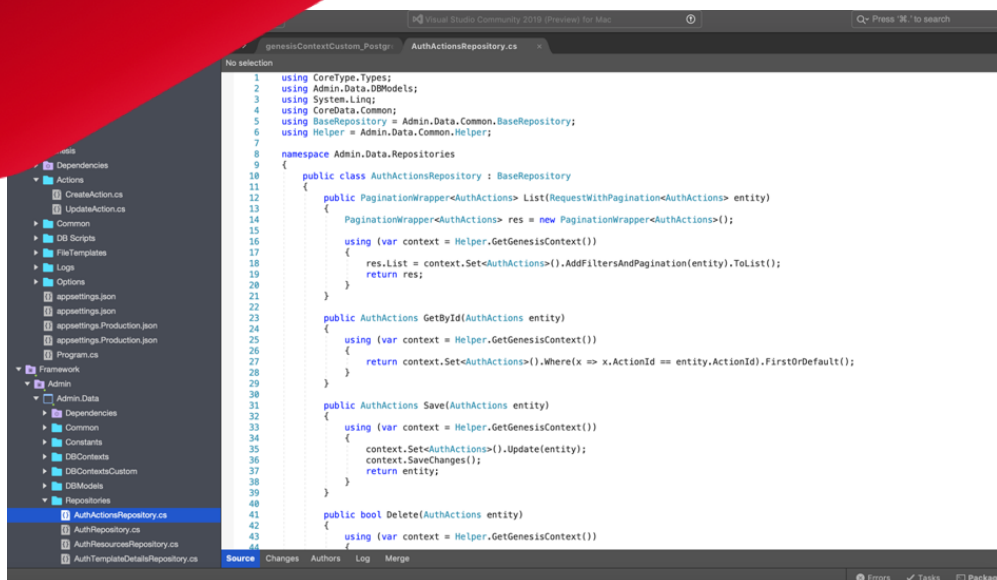 Visual Studio Community 2019 (Preview) for Mac
Press '⌘.' to search
genesisContextCustom_Postgr
AuthActionsRepository.cs ×
No selection
Dependencies
Actions
CreateAction.cs
UpdateAction.cs
Common
DB Scripts
FileTemplates
Logs
Options
appsettings.json
appsettings.json
appsettings.Production.json
appsettings.Production.json
Program.cs
Framework
Admin
Admin.Data
Dependencies
Common
Constants
DBContexts
DBContextsCustom
DBModels
Repositories
AuthActionsRepository.cs
AuthRepository.cs
AuthResourcesRepository.cs
AuthTemplateDetailsRepository.cs
1 using CoreType.Types;
2 using Admin.Data.DBModels;
3 using System.Linq;
4 using CoreData.Common;
5 using BaseRepository = Admin.Data.Common.BaseRepository;
6 using Helper = Admin.Data.Common.Helper;
7
8 namespace Admin.Data.Repositories
9 {
10 public class AuthActionsRepository : BaseRepository
11 {
12 public PaginationWrapper<AuthActions> List(RequestWithPagination<AuthActions> entity)
13 {
14 PaginationWrapper<AuthActions> res = new PaginationWrapper<AuthActions>();
15
16 using (var context = Helper.GetGenesisContext())
17 {
18 res.List = context.Set<AuthActions>().AddFiltersAndPagination(entity).ToList();
19 return res;
20 }
21 }
22
23 public AuthActions GetById(AuthActions entity)
24 {
25 using (var context = Helper.GetGenesisContext())
26 {
27 return context.Set<AuthActions>().Where(x => x.ActionId == entity.ActionId).FirstOrDefault();
28 }
29 }
30
31 public AuthActions Save(AuthActions entity)
32 {
33 using (var context = Helper.GetGenesisContext())
34 {
35 context.Set<AuthActions>().Update(entity);
36 context.SaveChanges();
37 return entity;
38 }
39 }
40
41 public bool Delete(AuthActions entity)
42 {
43 using (var context = Helper.GetGenesisContext())
44 {
Source Changes Authors Log Merge
Errors Tasks Packag